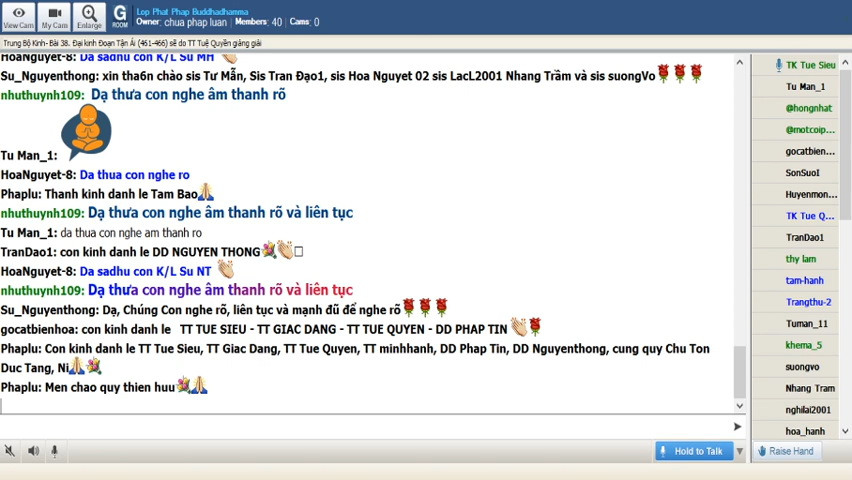 Lop Phat Phap Buddhadhamma
Owner: chua phap luan Members: 40 Cams: 0
View Cam My Cam Enlarge G ROOM
Trung Bộ Kinh- Bài 38. Đại kinh Đoạn Tận Ái (461-466) sẽ do TT Tuệ Quyền giảng giải
HoaNguyet-8: Da sadhu con K/L Su MH
Su_Nguyenthong: xin tha6n chào sis Tư Mẫn, Sis Tran Đạo1, sis Hoa Nguyet 02 sis LacL2001 Nhang Trầm và sis suongVo
nhuthuynh109: Dạ thưa con nghe âm thanh rõ
Tu Man_1:
HoaNguyet-8: Da thua con nghe ro
Phaplu: Thanh kinh danh le Tam Bao
nhuthuynh109: Dạ thưa con nghe âm thanh rõ và liên tục
Tu Man_1: da thua con nghe am thanh ro
TranDao1: con kinh danh le DD NGUYEN THONG
HoaNguyet-8: Da sadhu con K/L Su NT
nhuthuynh109: Dạ thưa con nghe âm thanh rõ và liên tục
Su_Nguyenthong: Dạ, Chúng Con nghe rõ, liên tục và mạnh đủ để nghe rõ
gocatbienhoa: con kinh danh le TT TUE SIEU - TT GIAC DANG - TT TUE QUYEN - DD PHAP TIN
Phaplu: Con kinh danh le TT Tue Sieu, TT Giac Dang, TT Tue Quyen, TT minhhanh, DD Phap Tin, DD Nguyenthong, cung quy Chu Ton
Duc Tang, Ni
Phaplu: Men chao quy thien huu
Hold to Talk
TK Tue Sieu
Tu Man_1
@hongnhat
@motcoip...
gocatbien...
SonSuoI
Huyenmon...
TK Tue Q...
TranDao1
thy lam
tam-hanh
Trangthu-2
Tuman_11
khema_5
suongvo
Nhang Tram
nghilai2001
hoa_hanh
Raise Hand